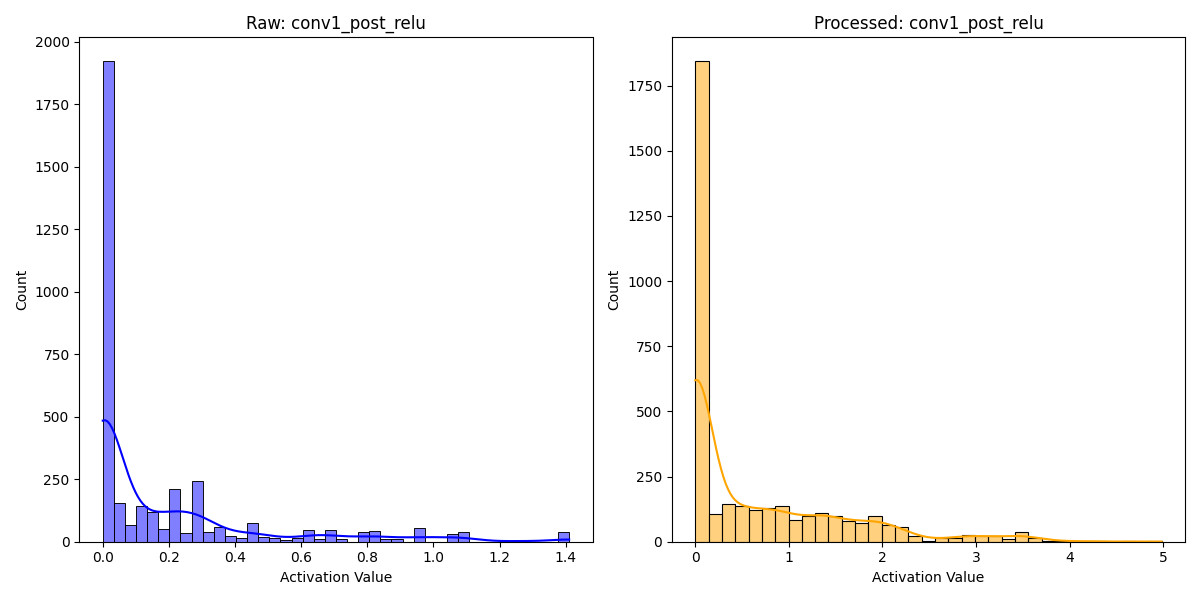 Raw: conv1_post_relu
2000
1750
1500
1250
1000
750
500
250
0
Count
0.0 0.2 0.4 0.6 0.8 1.0 1.2 1.4
Activation Value
Processed: conv1_post_relu
1750
1500
1250
1000
750
500
250
0
Count
0 1 2 3 4 5
Activation Value